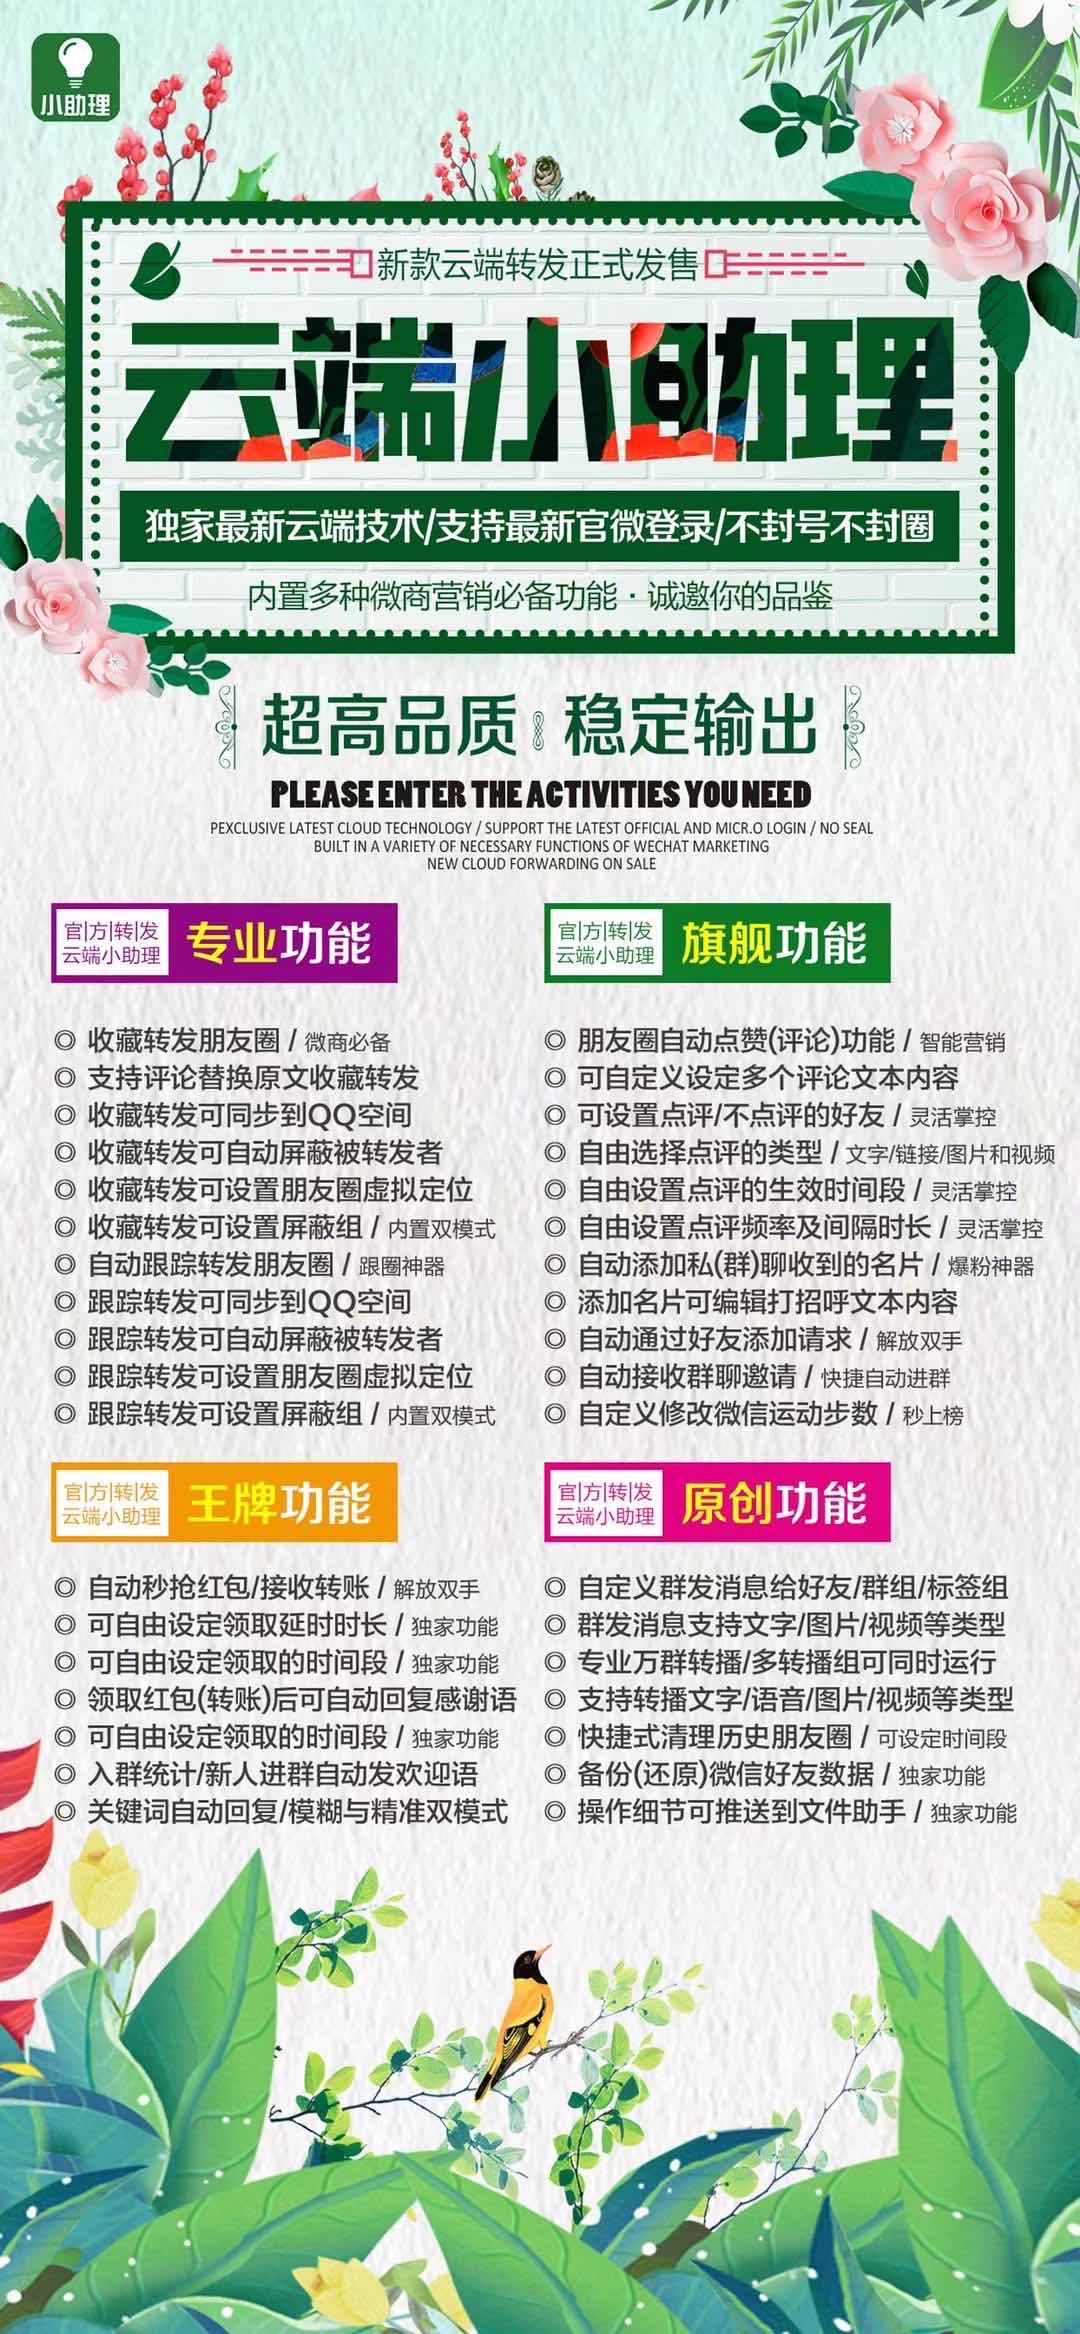 小助理
新款云端转发正式发售
云端小助理
独家最新云端技术/支持最新官微登录/不封号不封圈
内置多种微商营销必备功能·诚邀你的品鉴
超高品质 稳定输出
PLEASE ENTER THE ACTIVITIES YOU NEED
PEXCLUSIVE LATEST CLOUD TECHNOLOGY / SUPPORT THE LATEST OFFICIAL AND MICR.O LOGIN / NO SEAL
BUILT IN A VARIETY OF NECESSARY FUNCTIONS OF WECHAT MARKETING
NEW CLOUD FORWARDING ON SALE
官|方|转|发
云端小助理
专业功能
◎ 收藏转发朋友圈 / 微商必备
◎ 支持评论替换原文收藏转发
◎ 收藏转发可同步到QQ空间
◎ 收藏转发可自动屏蔽被转发者
◎ 收藏转发可设置朋友圈虚拟定位
◎ 收藏转发可设置屏蔽组 / 内置双模式
◎ 自动跟踪转发朋友圈 / 跟圈神器
◎ 跟踪转发可同步到QQ空间
◎ 跟踪转发可自动屏蔽被转发者
◎ 跟踪转发可设置朋友圈虚拟定位
◎ 跟踪转发可设置屏蔽组 / 内置双模式
官|方|转|发
云端小助理
旗舰功能
◎ 朋友圈自动点赞(评论)功能 / 智能营销
◎ 可自定义设定多个评论文本内容
◎ 可设置点评/不点评的好友 / 灵活掌控
◎ 自由选择点评的类型 / 文字/链接/图片和视频
◎ 自由设置点评的生效时间段 / 灵活掌控
◎ 自由设置点评频率及间隔时长 / 灵活掌控
◎ 自动添加私(群)聊收到的名片 / 爆粉神器
◎ 添加名片可编辑打招呼文本内容
◎ 自动通过好友添加请求 / 解放双手
◎ 自动接收群聊邀请 / 快捷自动进群
◎ 自定义修改微信运动步数 / 秒上榜
官|方|转|发
云端小助理
王牌功能
◎ 自动秒抢红包/接收转账 / 解放双手
◎ 可自由设定领取延时时长 / 独家功能
◎ 可自由设定领取的时间段 / 独家功能
◎ 领取红包(转账)后可自动回复感谢语
◎ 可自由设定领取的时间段 / 独家功能
◎ 入群统计/新人进群自动发欢迎语
◎ 关键词自动回复/模糊与精准双模式
官|方|转|发
云端小助理
原创功能
◎ 自定义群发消息给好友/群组/标签组
◎ 群发消息支持文字/图片/视频等类型
◎ 专业万群转播/多转播组可同时运行
◎ 支持转播文字/语音/图片/视频等类型
◎ 快捷式清理历史朋友圈 / 可设定时间段
◎ 备份(还原)微信好友数据 / 独家功能
◎ 操作细节可推送到文件助手 / 独家功能